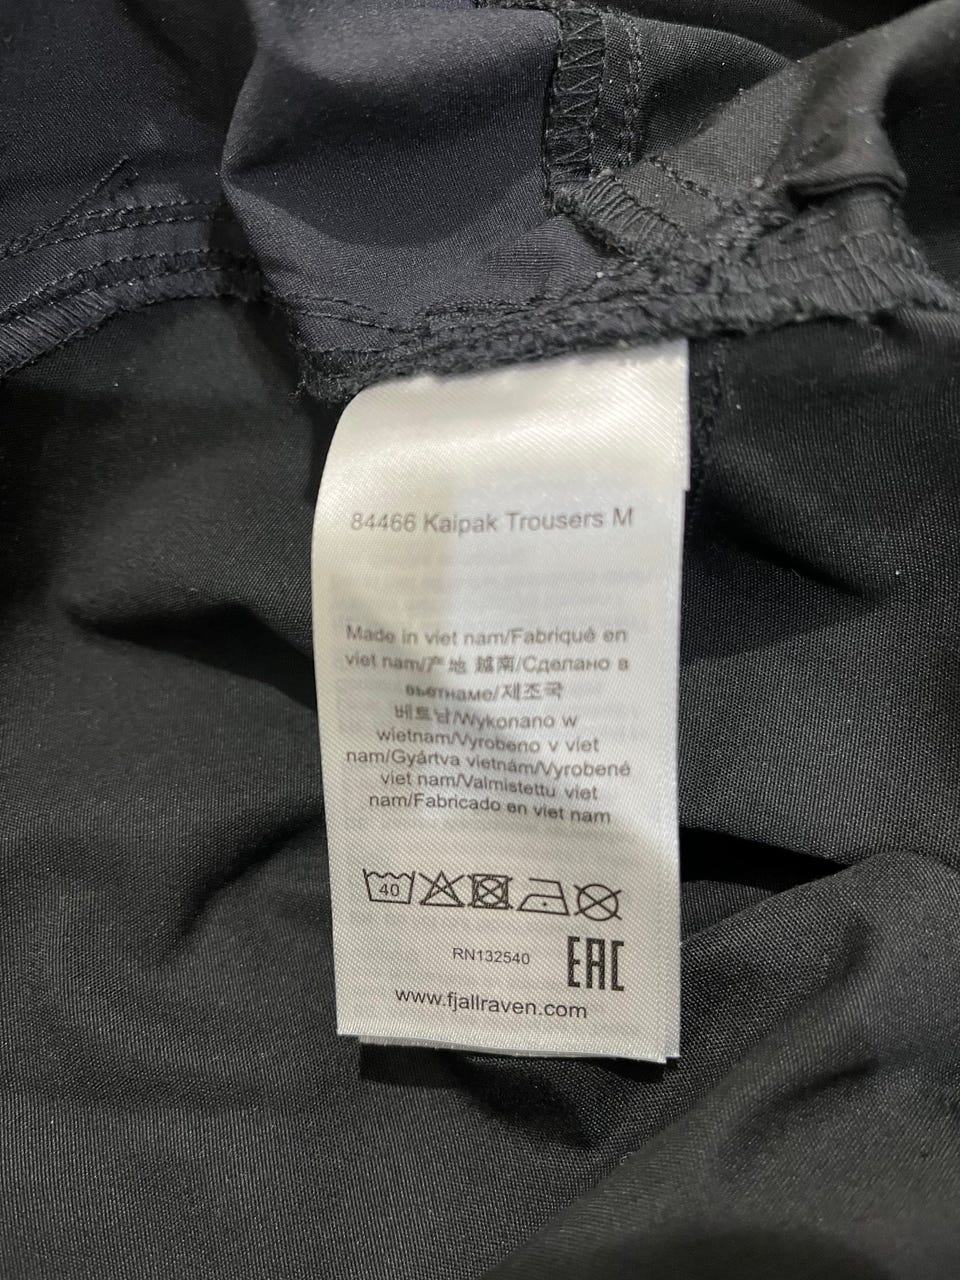 84466 Kaipak Trousers M
Made in viet nam/Fabriqué en
viet nam/产 地 越南/Сделано в
вьетнаме/제조국
베트남/Wykonano w
wietnam/Vyrobeno v viet
nam/Gyártva vietnám/Vyrobené
viet nam/Valmistettu viet
nam/Fabricado en viet nam
40
RN132540 EAC
www.fjallraven.com